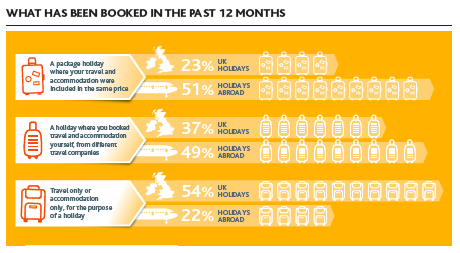 WHAT HAS BEEN BOOKED IN THE PAST 12 MONTHS
A package holiday
where your travel and
accommodation were
included in the same price
23% UK
HOLIDAYS
51% HOLIDAYS
ABROAD
A holiday where you booked
travel and accommodation
yourself, from different
travel companies
37% UK
HOLIDAYS
49% HOLIDAYS
ABROAD
Travel only or
accommodation
only, for the purpose
of a holiday
54% UK
HOLIDAYS
22% HOLIDAYS
ABROAD